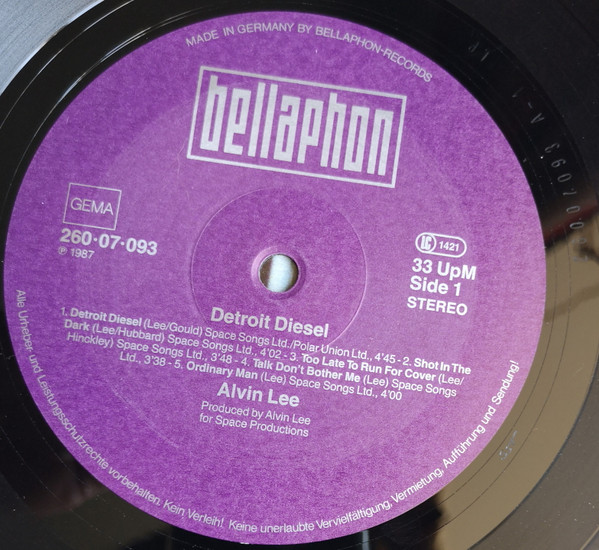 MADE IN GERMANY BY BELLAPHON-RECORDS
bellaphon
GEMA
260·07·093
℗ 1987
LC 1421
33 UpM
Side 1
STEREO
Detroit Diesel
1. Detroit Diesel (Lee/Gould) Space Songs Ltd./Polar Union Ltd., 4'45 - 2. Shot In The
Dark (Lee/Hubbard) Space Songs Ltd., 4'02 - 3. Too Late To Run For Cover (Lee/
Hinckley) Space Songs Ltd., 3'48 - 4. Talk Don't Bother Me (Lee) Space Songs
Ltd., 3'38 - 5. Ordinary Man (Lee) Space Songs Ltd., 4'00
Alvin Lee
Produced by Alvin Lee
for Space Productions
Alle Urheber- und Leistungsschutzrechte vorbehalten. Kein Verleih! Keine unerlaubte Vervielfältigung, Vermietung, Aufführung und Sendung!